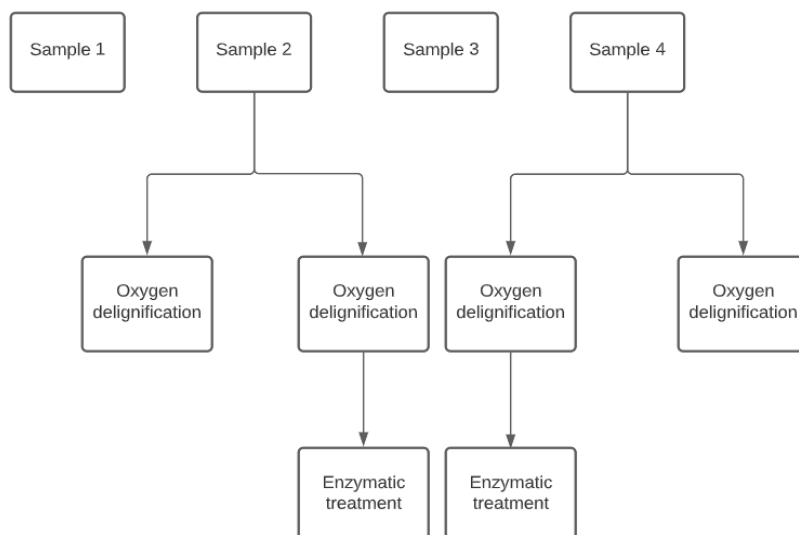 Sample 1
Sample 2
Sample 3
Sample 4
Oxygen
delignification
Oxygen
delignification
Oxygen
delignification
Oxygen
delignification
Enzymatic
treatment
Enzymatic
treatment